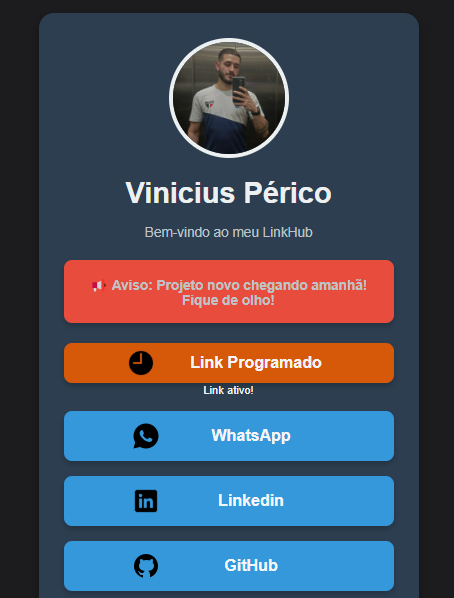 Vinicius Périco
Bem-vindo ao meu LinkHub
Aviso: Projeto novo chegando amanhã!
Fique de olho!
Link Programado
Link ativo!
WhatsApp
Linkedin
GitHub